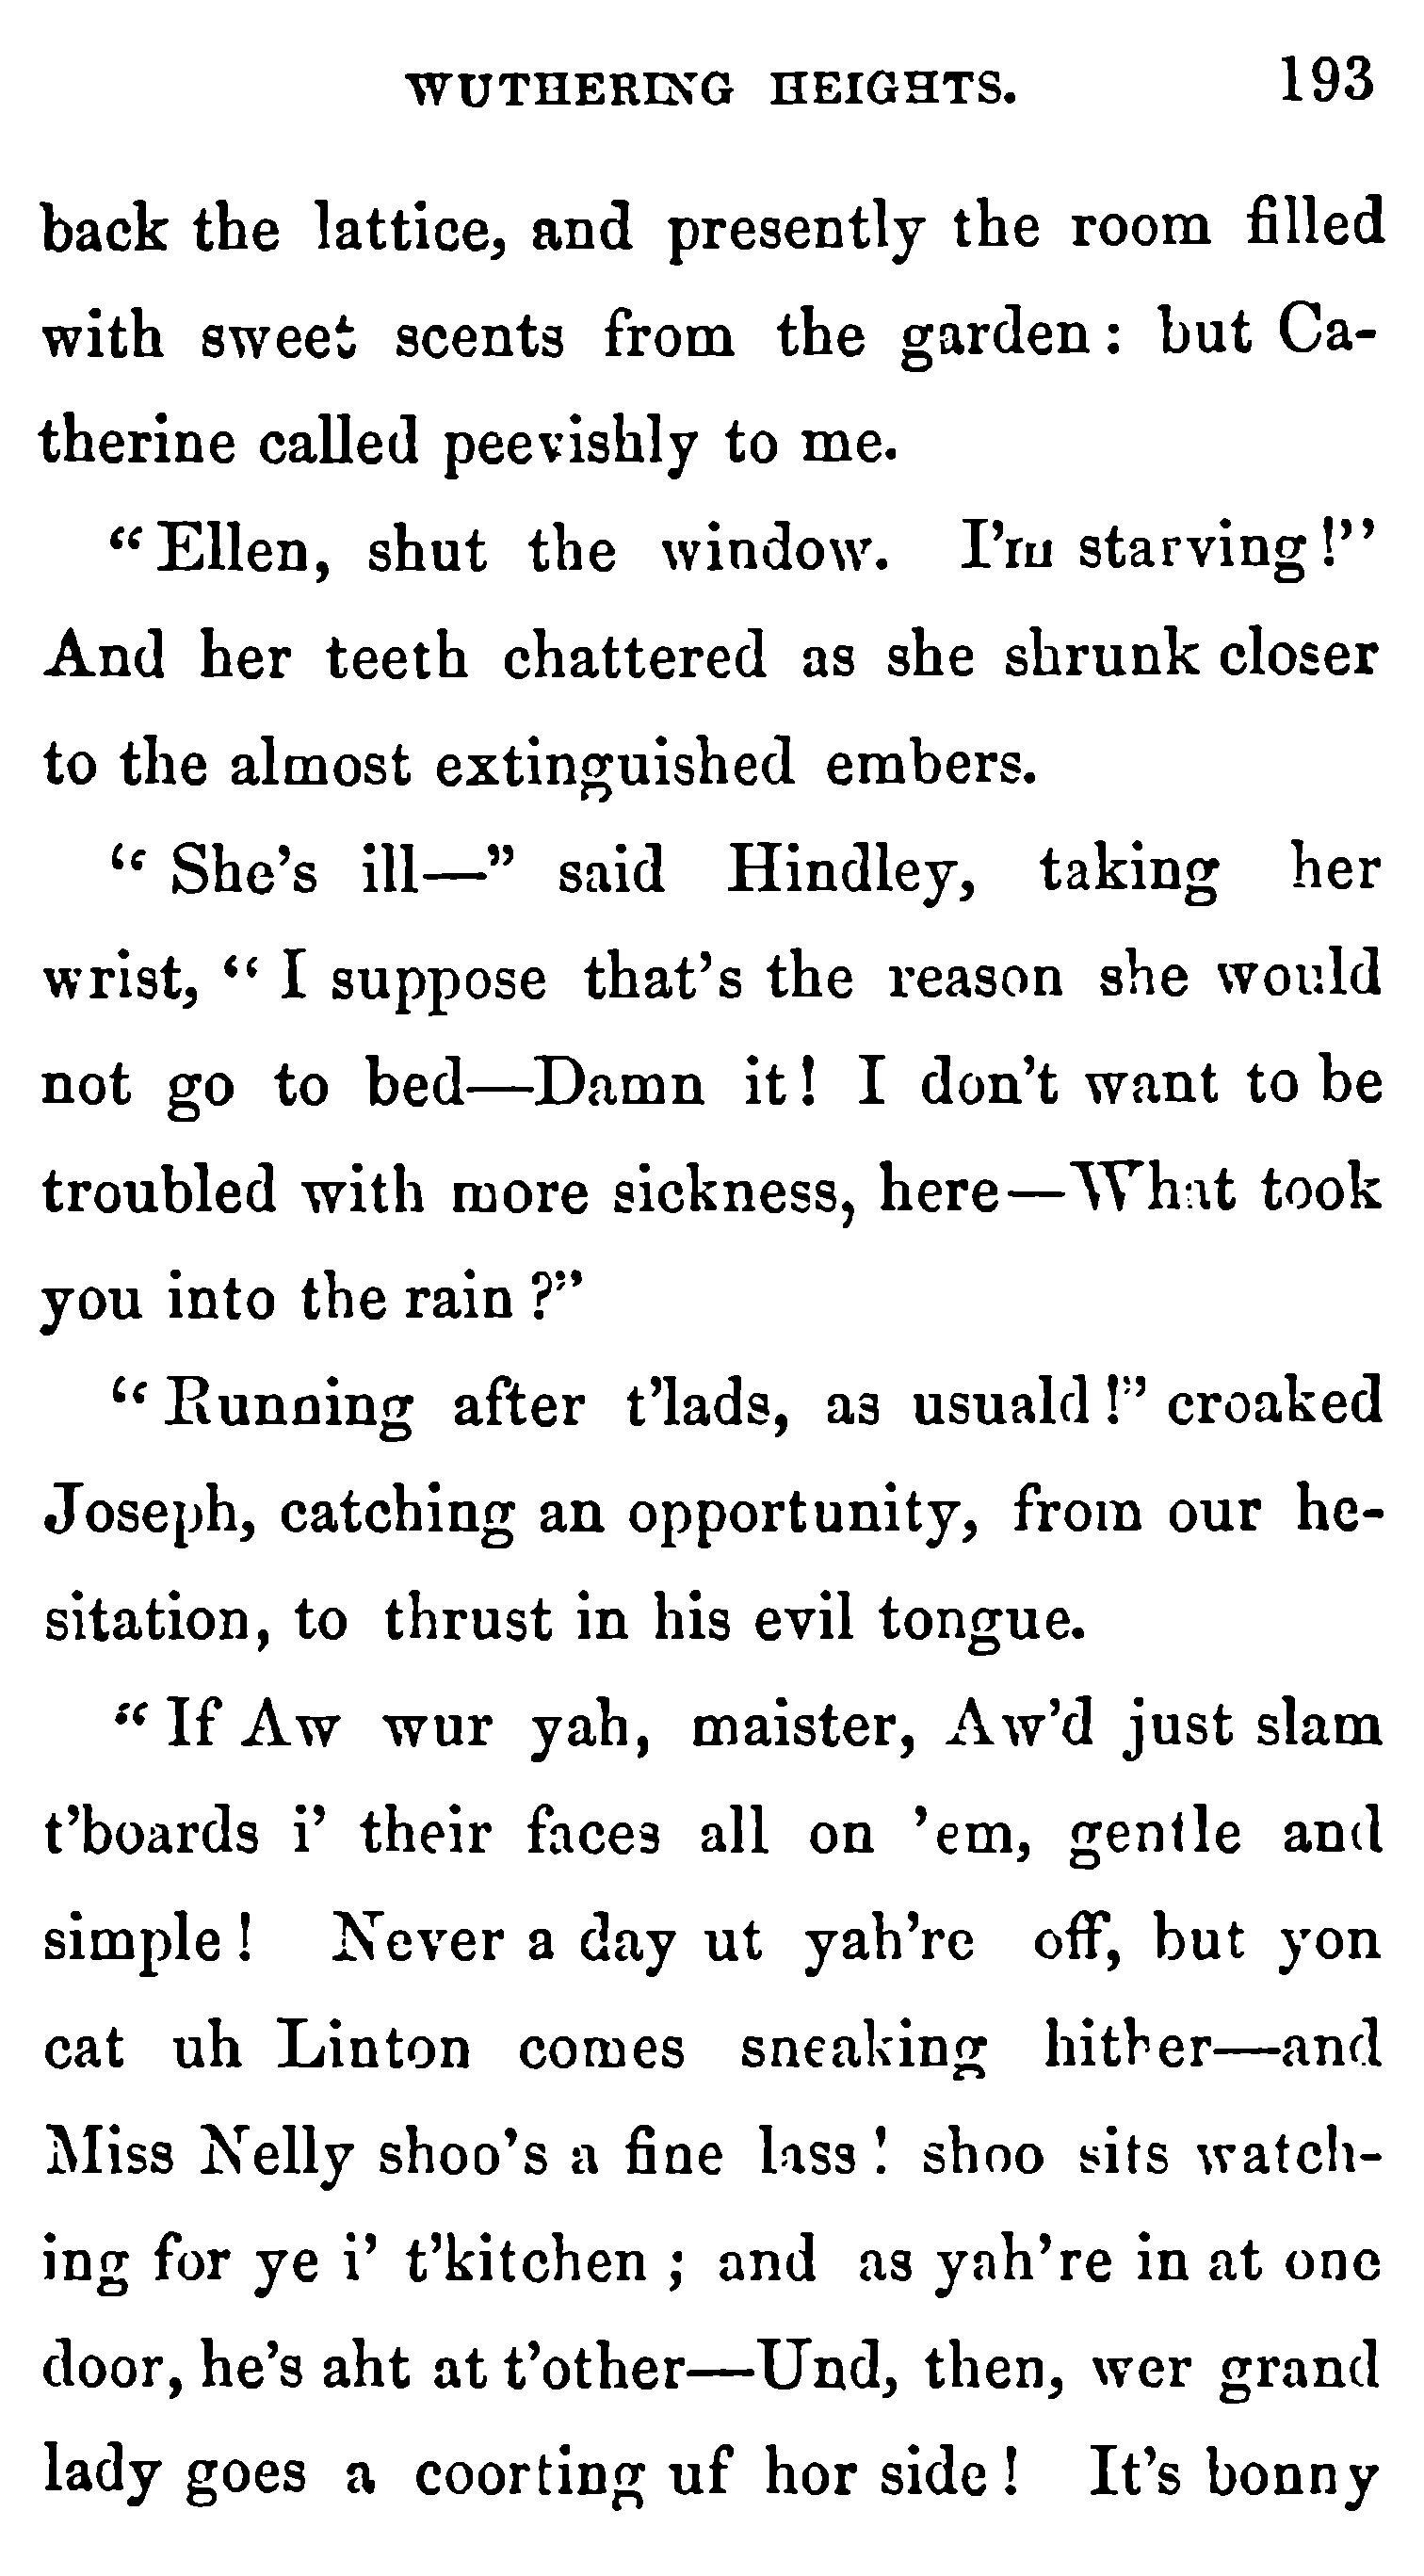 WUTHERING HEIGHTS. 193
back the lattice, and presently the room filled
with sweet scents from the garden : but Ca-
therine called peevishly to me.
“Ellen, shut the window. I’m starving!”
And her teeth chattered as she shrunk closer
to the almost extinguished embers.
“ She’s ill—” said Hindley, taking her
wrist, “ I suppose that’s the reason she would
not go to bed—Damn it! I don’t want to be
troubled with more sickness, here—What took
you into the rain ?”
“Running after t’lads, as usuald!” croaked
Joseph, catching an opportunity, from our he-
sitation, to thrust in his evil tongue.
“If Aw wur yah, maister, Aw’d just slam
t’boards i’ their faces all on ’em, gentle and
simple! Never a day ut yah’re off, but yon
cat uh Linton comes sneaking hither—and
Miss Nelly shoo’s a fine lass! shoo sits watch-
ing for ye i’ t’kitchen ; and as yah’re in at one
door, he’s aht at t’other—Und, then, wer grand
lady goes a coorting uf hor side! It’s bonny